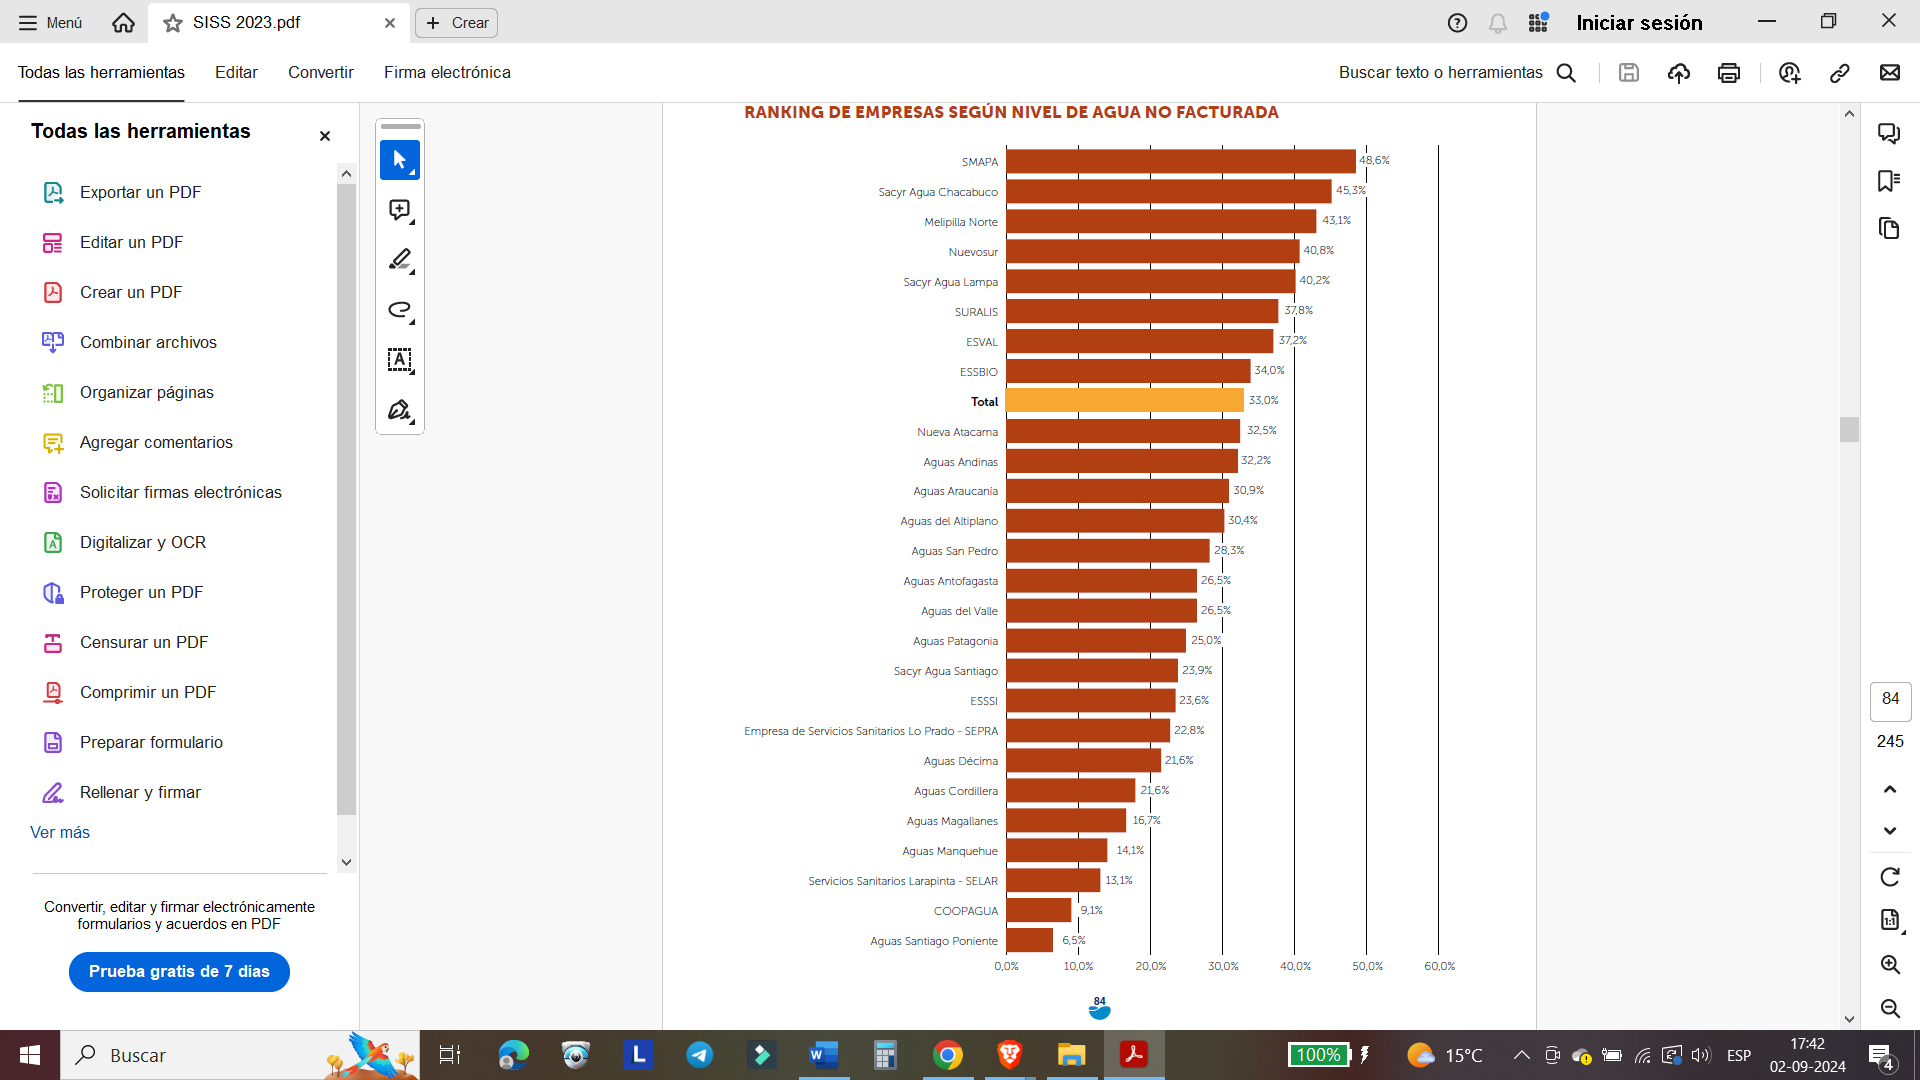 Menú
SISS 2023.pdf
Crear
Iniciar sesión
Todas las herramientas
Editar
Convertir
Firma electrónica
Buscar texto o herramientas
Todas las herramientas
Exportar un PDF
Editar un PDF
Crear un PDF
Combinar archivos
Organizar páginas
Agregar comentarios
Solicitar firmas electrónicas
Digitalizar y OCR
Proteger un PDF
Censurar un PDF
Comprimir un PDF
Preparar formulario
Rellenar y firmar
Ver más
Convertir, editar y firmar electrónicamente
formularios y acuerdos en PDF
Prueba gratis de 7 días
RANKING DE EMPRESAS SEGÚN NIVEL DE AGUA NO FACTURADA
SMAPA 48,6%
Sacyr Agua Chacabuco 45,3%
Melipilla Norte 43,1%
Nuevosur 40,8%
Sacyr Agua Lampa 40,2%
SURALIS 37,8%
ESVAL 37,2%
ESSBIO 34,0%
Total 33,0%
Nueva Atacama 32,5%
Aguas Andinas 32,2%
Aguas Araucanía 30,9%
Aguas del Altiplano 30,4%
Aguas San Pedro 28,3%
Aguas Antofagasta 26,5%
Aguas del Valle 26,5%
Aguas Patagonia 25,0%
Sacyr Agua Santiago 23,9%
ESSSI 23,6%
Empresa de Servicios Sanitarios Lo Prado - SEPRA 22,8%
Aguas Décima 21,6%
Aguas Cordillera 21,6%
Aguas Magallanes 16,7%
Aguas Manquehue 14,1%
Servicios Sanitarios Larapinta - SELAR 13,1%
COOPAGUA 9,1%
Aguas Santiago Poniente 6,5%
0,0% 10,0% 20,0% 30,0% 40,0% 50,0% 60,0%
84
84
245
1:1
Buscar
100%
15°C
ESP
17:42
02-09-2024
4